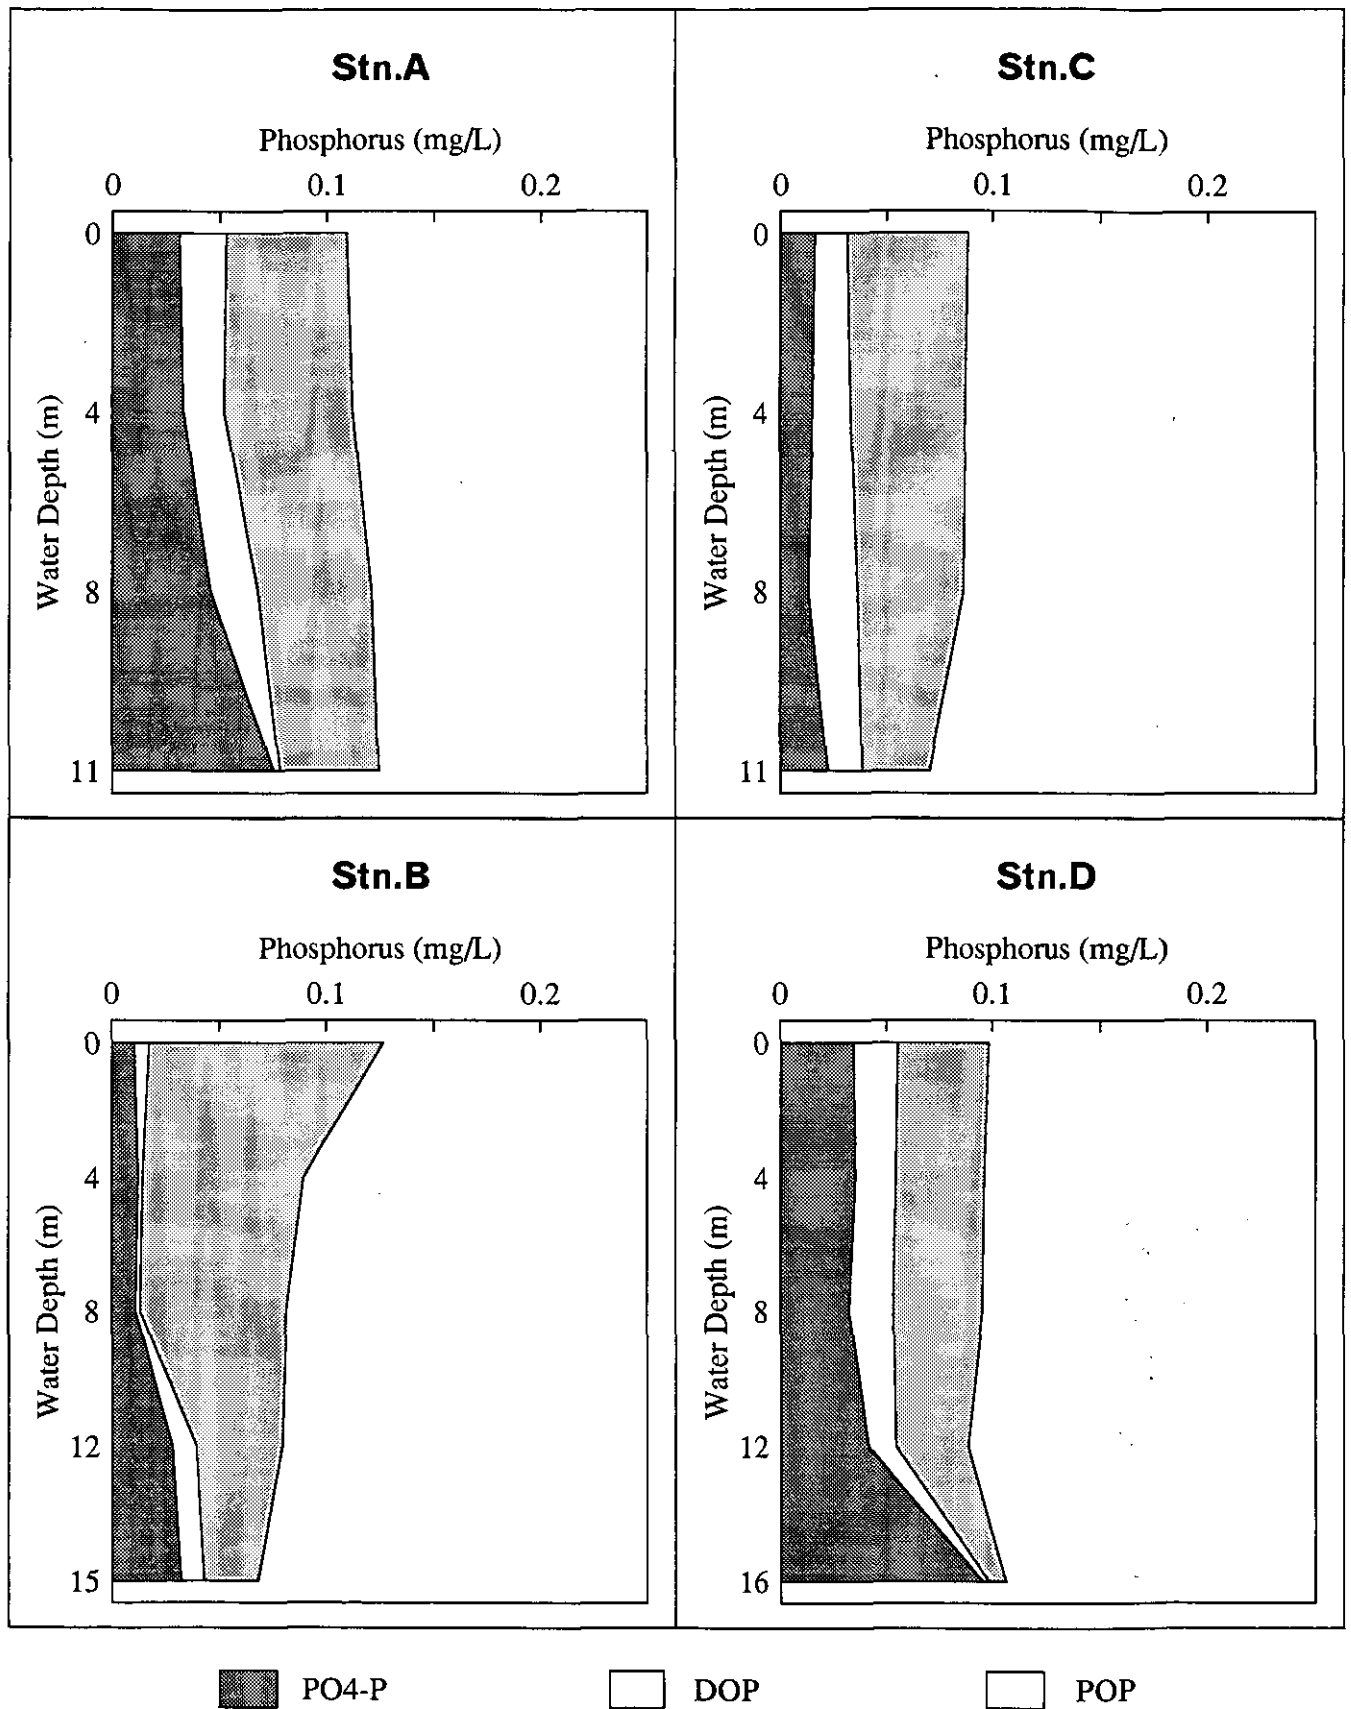 Stn.A
Phosphorus (mg/L)
0 0.1 0.2
Water Depth (m)
0
4
8
11
Stn.C
Phosphorus (mg/L)
0 0.1 0.2
Water Depth (m)
0
4
8
11
Stn.B
Phosphorus (mg/L)
0 0.1 0.2
Water Depth (m)
0
4
8
12
15
Stn.D
Phosphorus (mg/L)
0 0.1 0.2
Water Depth (m)
0
4
8
12
16
PO4-P DOP POP